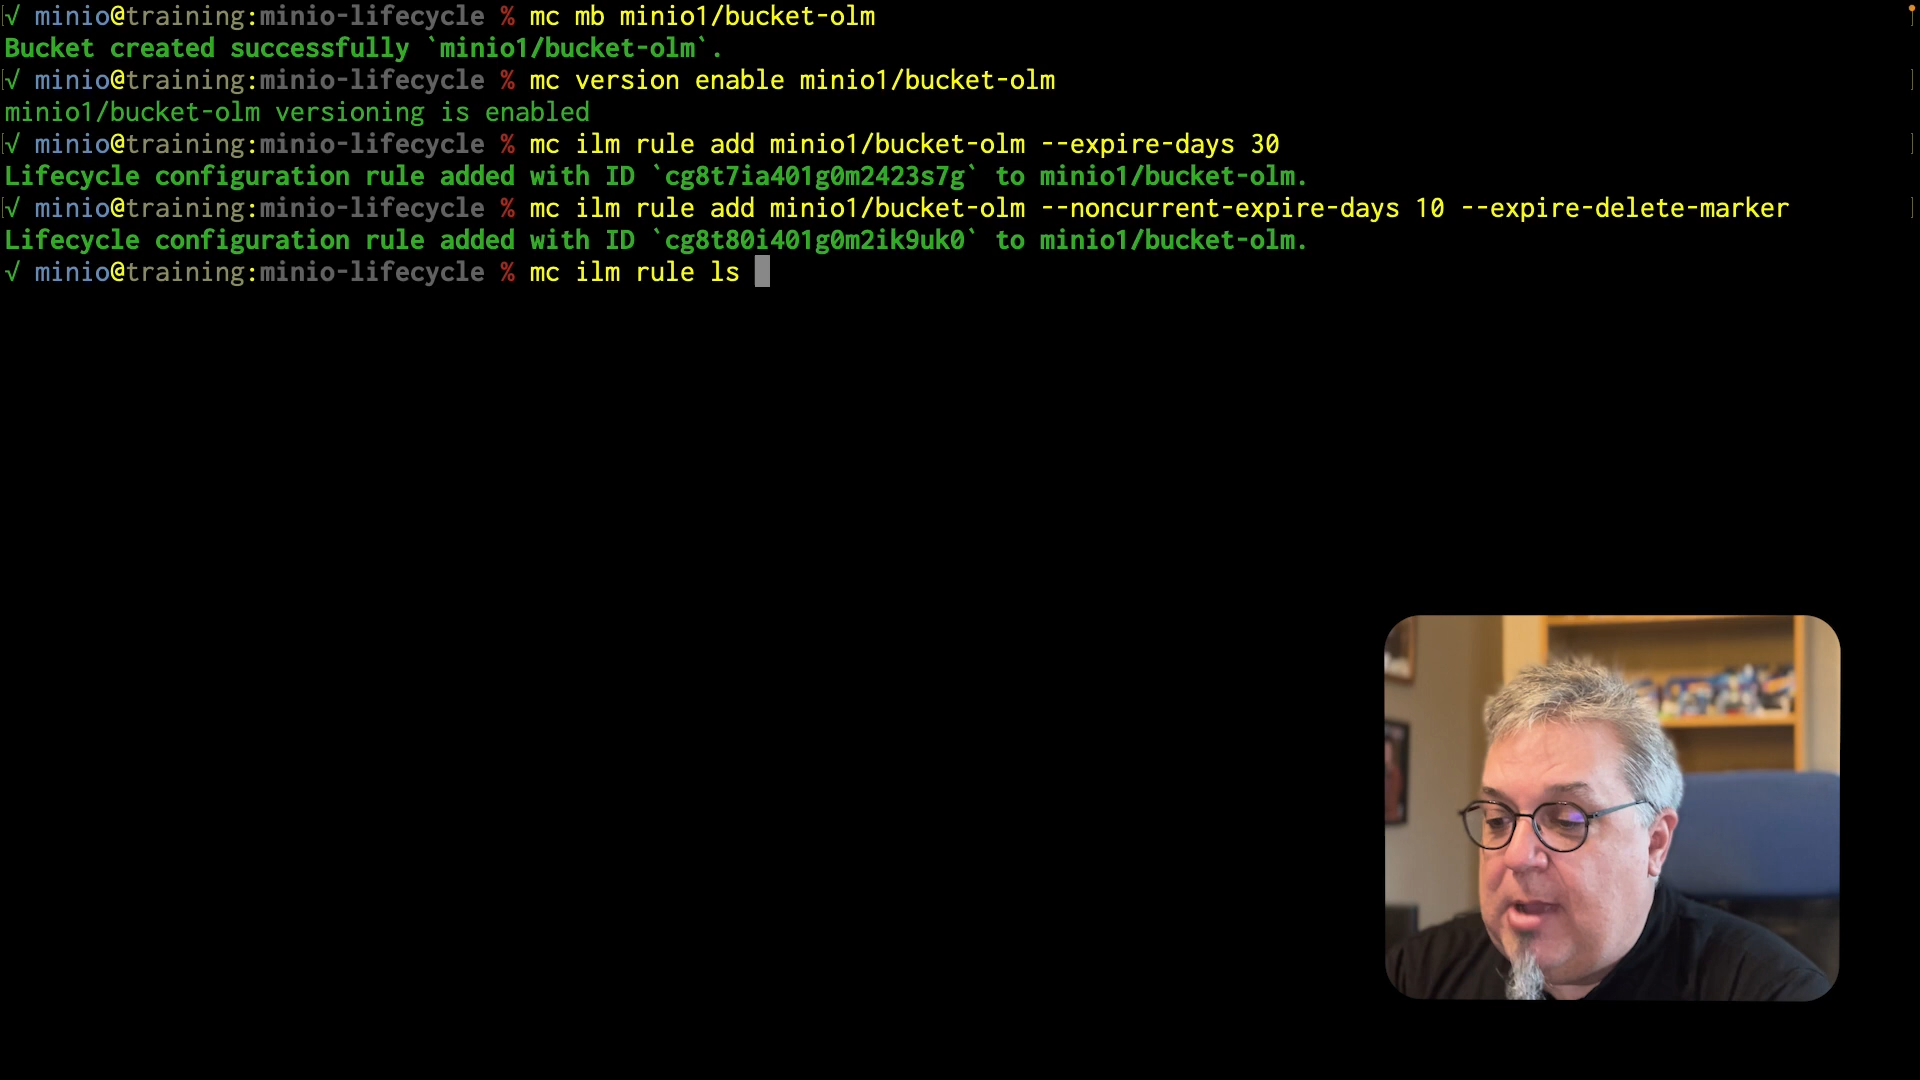 √ minio@training:minio-lifecycle % mc mb minio1/bucket-olm
Bucket created successfully `minio1/bucket-olm`.
√ minio@training:minio-lifecycle % mc version enable minio1/bucket-olm
minio1/bucket-olm versioning is enabled
√ minio@training:minio-lifecycle % mc ilm rule add minio1/bucket-olm --expire-days 30
Lifecycle configuration rule added with ID `cg8t7ia401g0m2423s7g` to minio1/bucket-olm.
√ minio@training:minio-lifecycle % mc ilm rule add minio1/bucket-olm --noncurrent-expire-days 10 --expire-delete-marker
Lifecycle configuration rule added with ID `cg8t80i401g0m2ik9uk0` to minio1/bucket-olm.
√ minio@training:minio-lifecycle % mc ilm rule ls